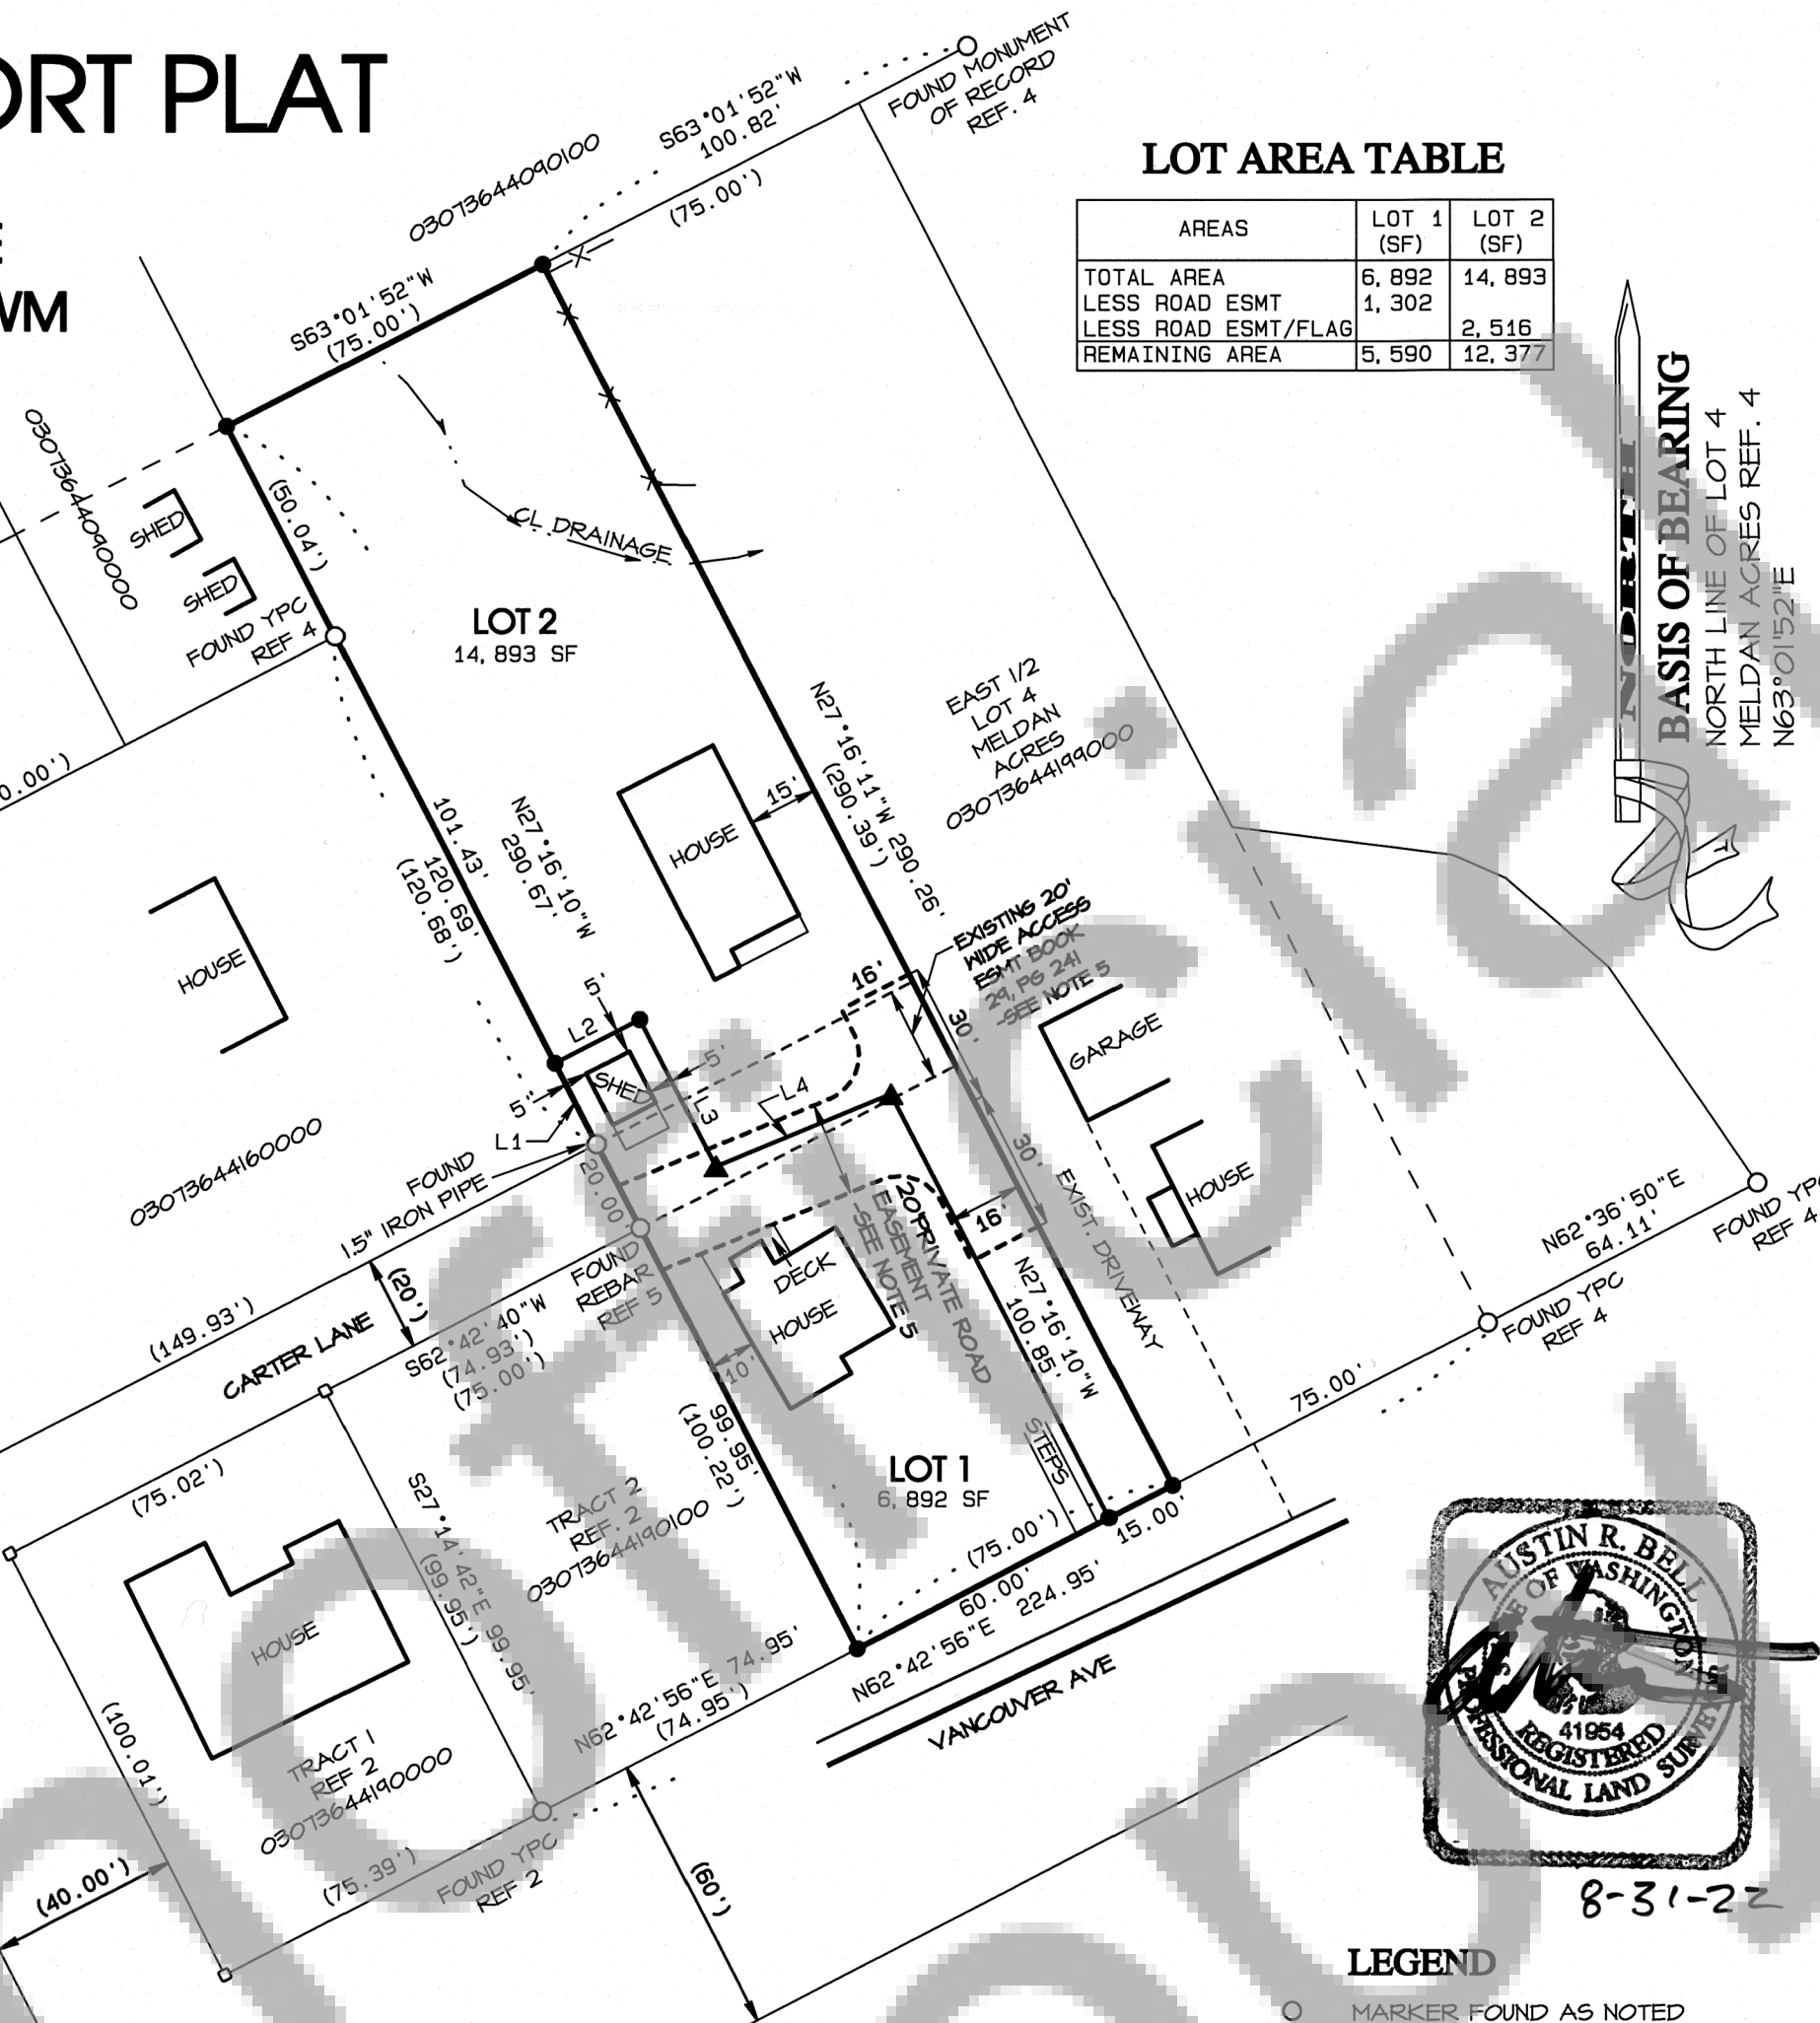 ORT PLAT
WM
S63°01'52"W
100.82'
(75.00')
FOUND MONUMENT
OF RECORD
REF. 4
03073644090100
S63°01'52"W
(75.00')
LOT AREA TABLE
AREAS
LOT 1
(SF)
LOT 2
(SF)
TOTAL AREA 6,892 14,893
LESS ROAD ESMT 1,302
LESS ROAD ESMT/FLAG 2,516
REMAINING AREA 5,590 12,377
NORTH
BASIS OF BEARING
NORTH LINE OF LOT 4
MELDAN ACRES REF. 4
N63°01'52"E
0307364409000
SHED
SHED
(50.04')
FOUND YPC
REF 4
CL DRAINAGE
LOT 2
14,893 SF
0.00')
EAST 1/2
LOT 4
MELDAN
ACRES
0307364419900
N27°16'11"W 290.26'
(290.39')
15'
HOUSE
N27°16'10"W
290.67'
101.43'
120.69'
(120.68')
HOUSE
EXISTING 20'
WIDE ACCESS
ESMT BOOK
29, PG 241
-SEE NOTE 5
16'
30'
GARAGE
5'
L2
5'
SHED
5'
L3
L4
L1
FOUND
1.5" IRON PIPE
20.00'
0307364416000
30'
EXIST. DRIVEWAY
HOUSE
16'
20' PRIVATE ROAD
EASEMENT
-SEE NOTE 5
N62°36'50"E
64.11'
FOUND YPC
REF 4
FOUND YPC
REF 4
75.00'
FOUND
REBAR
REF 5
DECK
HOUSE
10'
N27°16'10"W
100.85'
(149.93')
(20')
CARTER LANE
S62°42'40"W
(74.93')
(75.00')
99.95'
(100.22')
STEPS
LOT 1
6,892 SF
(75.02')
S27°14'42"E 99.95'
(99.95')
TRACT 2
REF. 2
03073644190100
(75.00')
60.00'
15.00'
N62°42'56"E 224.95'
VANCOUVER AVE
HOUSE
N62°42'56"E 74.95'
(74.95')
(100.01')
TRACT 1
REF 2
0307364419000
(75.39')
FOUND YPC
REF 2
(40.00')
(60')
AUSTIN R. BELL
OF WASHINGTON
41954
REGISTERED
PROFESSIONAL LAND SURVEYOR
8-31-22
LEGEND
MARKER FOUND AS NOTED